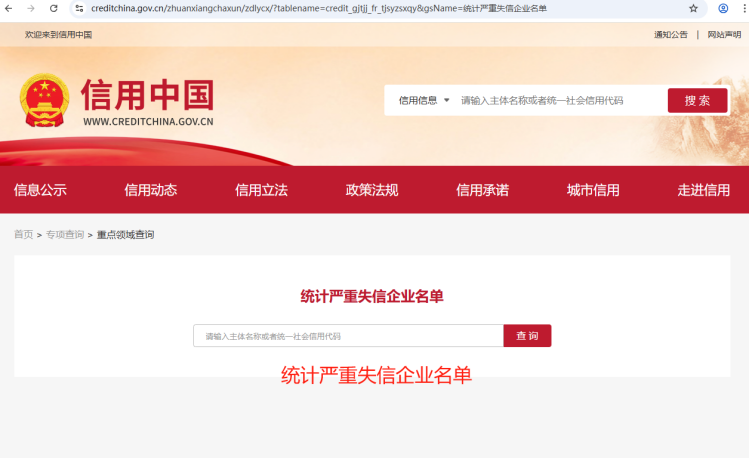 creditchina.gov.cn/zhuanxiangchaxun/zdlycx/?tablename=credit_gjtjj_fr_tjsyzsxqy&gsName=统计严重失信企业名单
欢迎来到信用中国
通知公告 | 网站声明
信用中国
WWW.CREDITCHINA.GOV.CN
信用信息 请输入主体名称或者统一社会信用代码 搜索
信息公示 信用动态 信用立法 政策法规 信用承诺 城市信用 走进信用
首页 > 专项查询 > 重点领域查询
统计严重失信企业名单
请输入主体名称或者统一社会信用代码 查询
统计严重失信企业名单